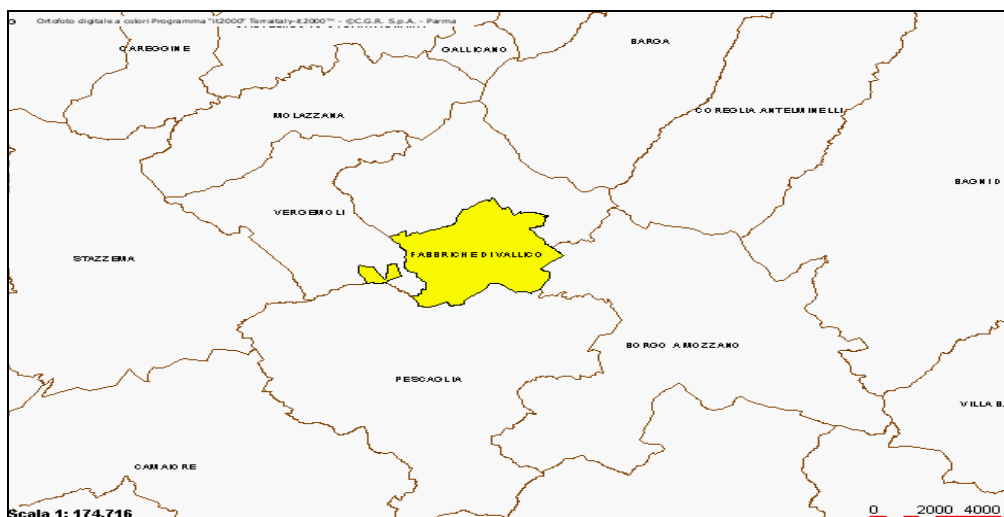 Ortofoto digitale a colori Programma "it2000" Terraitaly-it2000™ - ©C.G.R. S.p.A. - Parma
CAREGGINE
GALLICANO
BARGA
MOLAZZANA
COREGLIA ANTELMINELLI
BAGNI D
VERGEMOLI
STAZZEMA
FABBRICHE DI VALLICO
BORGO A MOZZANO
PESCAGLIA
VILLA B
CAMAIORE
Scala 1: 174.716
0 2000 4000